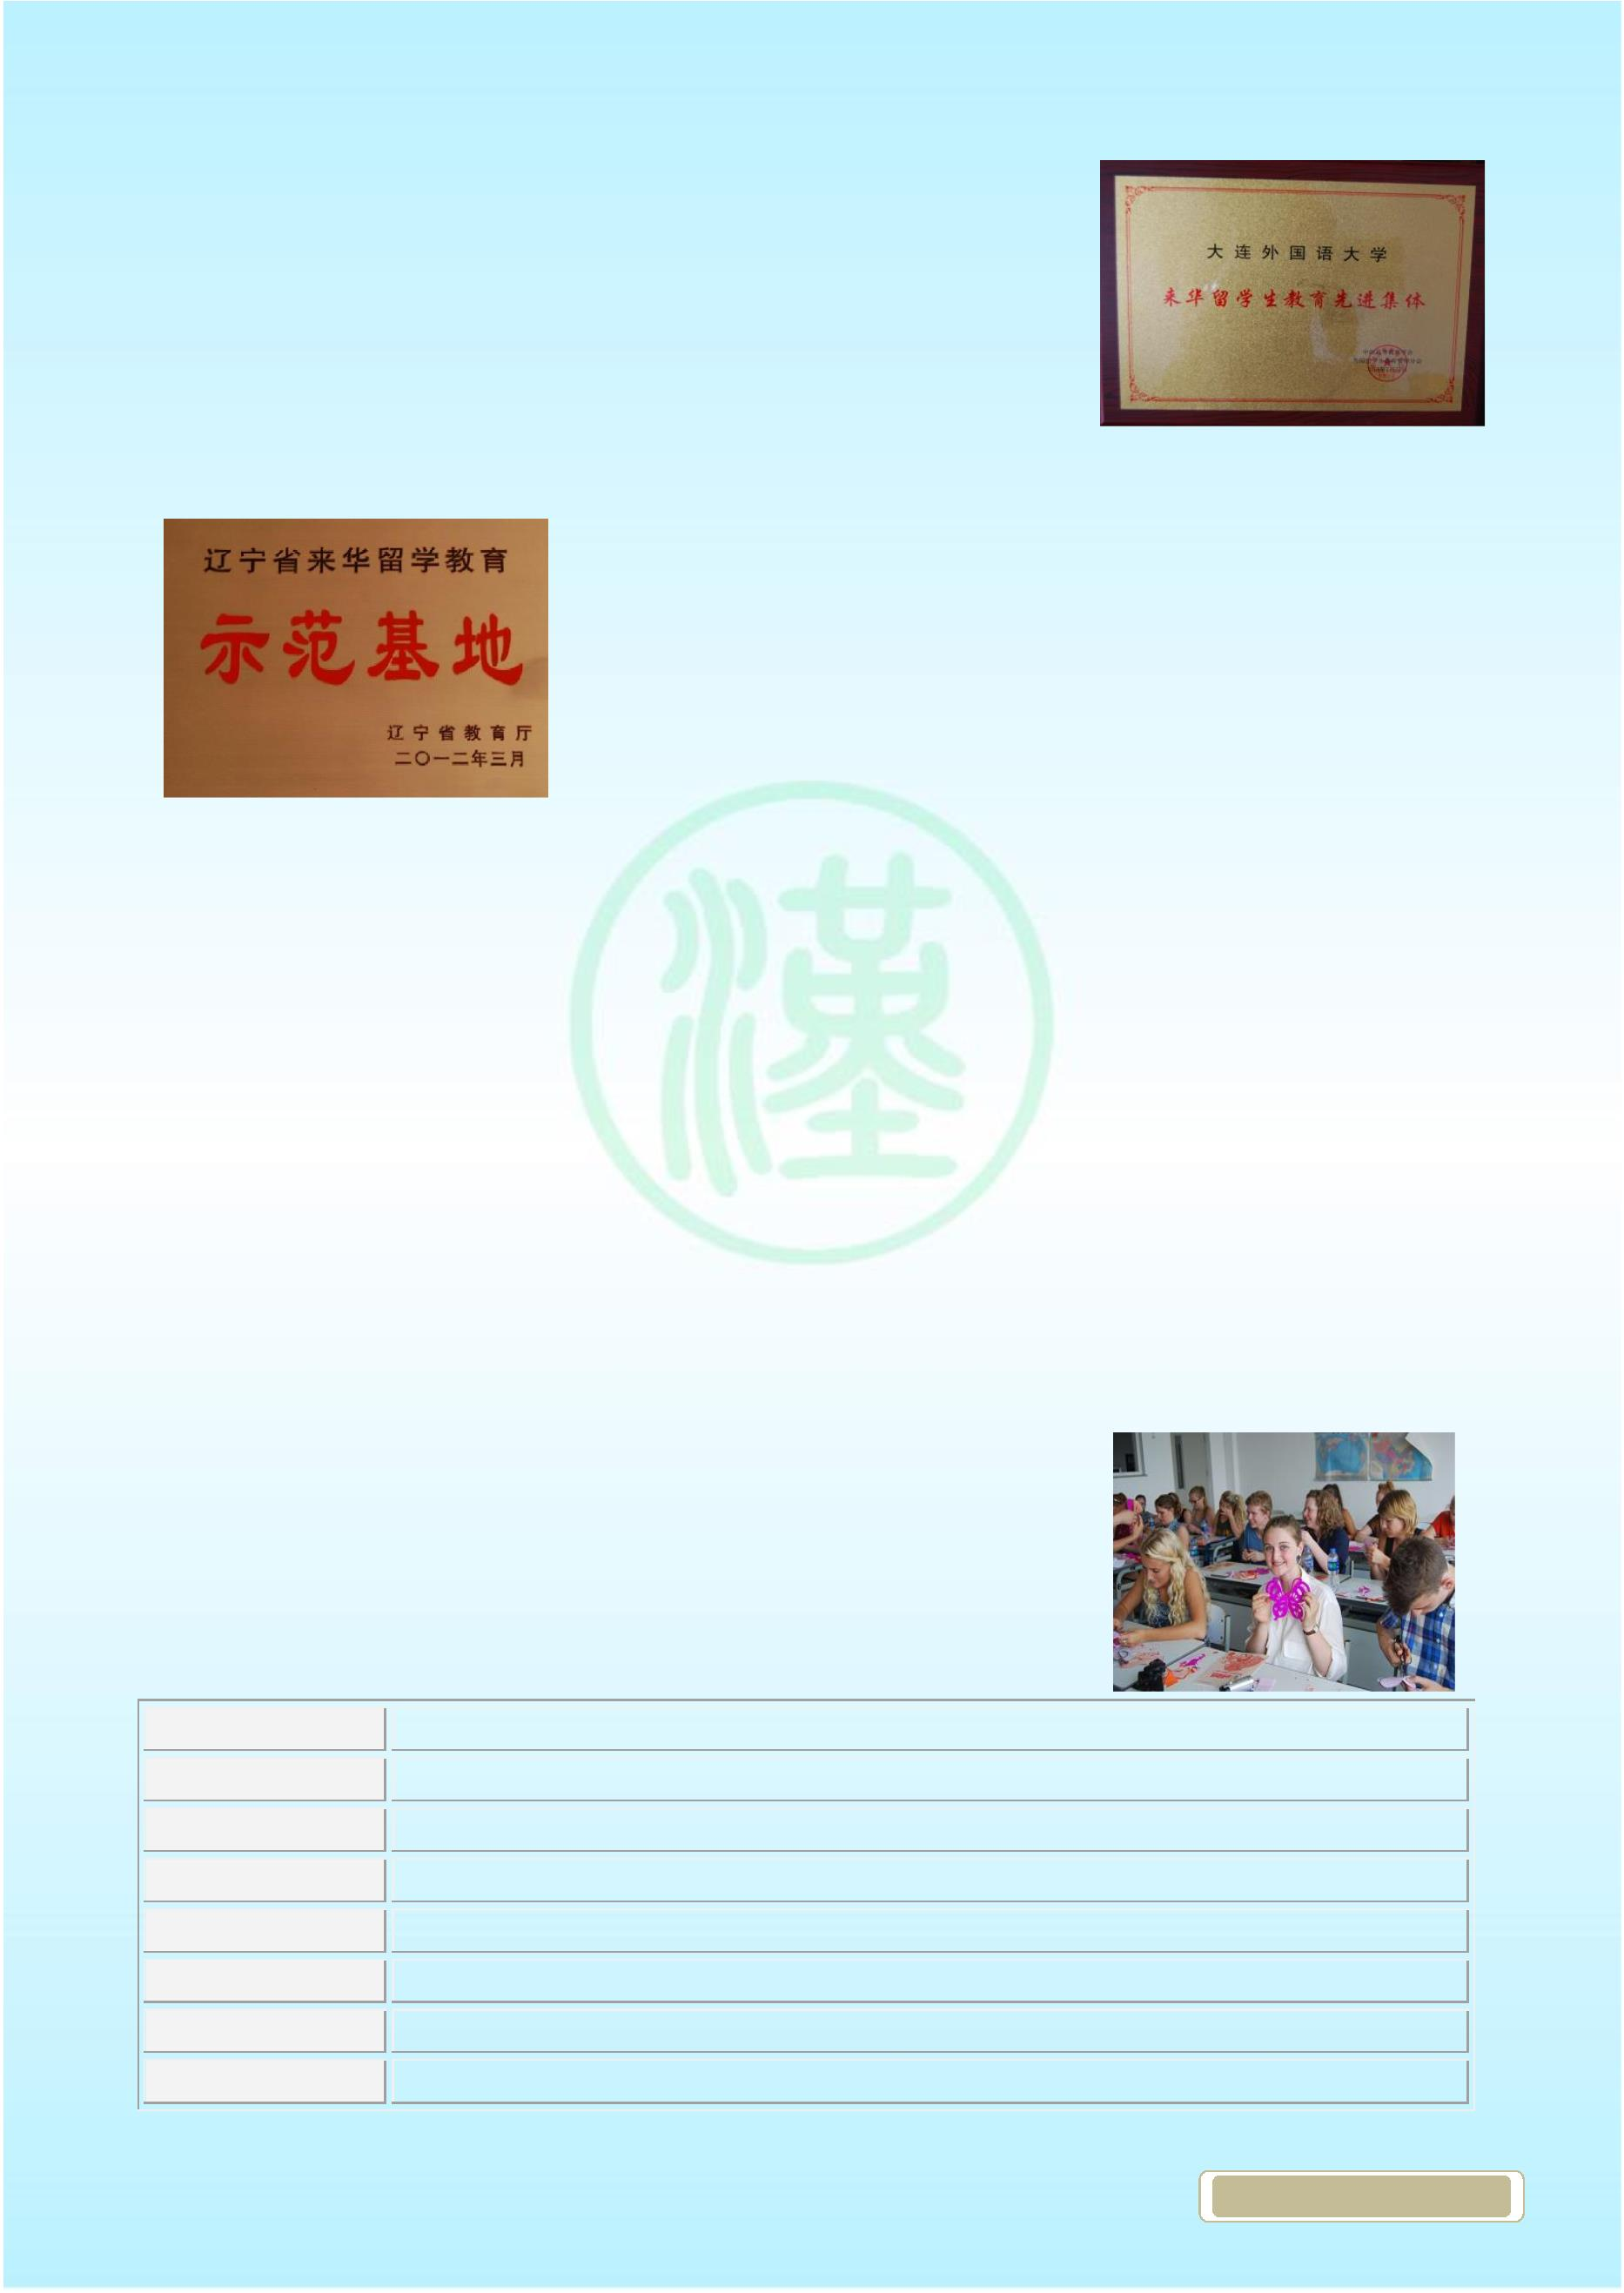 大连外国语大学
来华留学生教育先进集体
辽宁省来华留学教育
示范基地
辽宁省教育厅
二〇一二年三月
漢